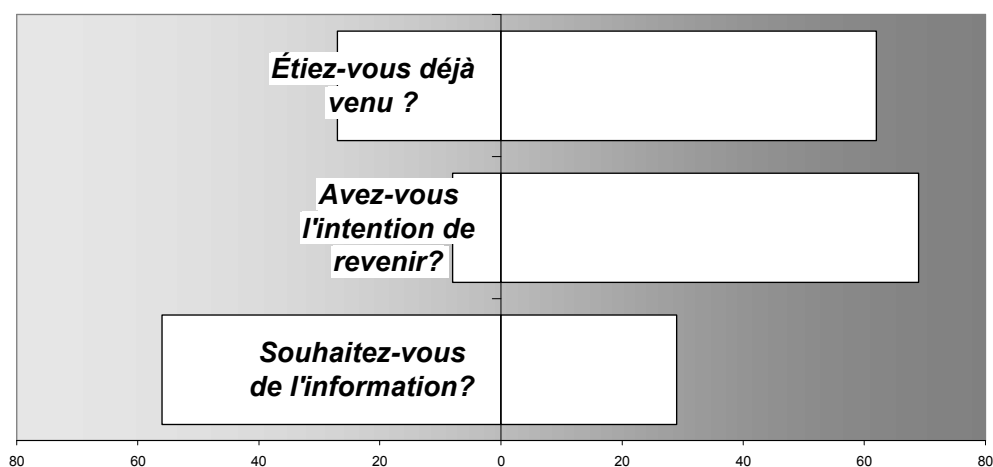 Étiez-vous déjà
venu ?
Avez-vous
l'intention de
revenir?
Souhaitez-vous
de l'information?
80 60 40 20 0 20 40 60 80